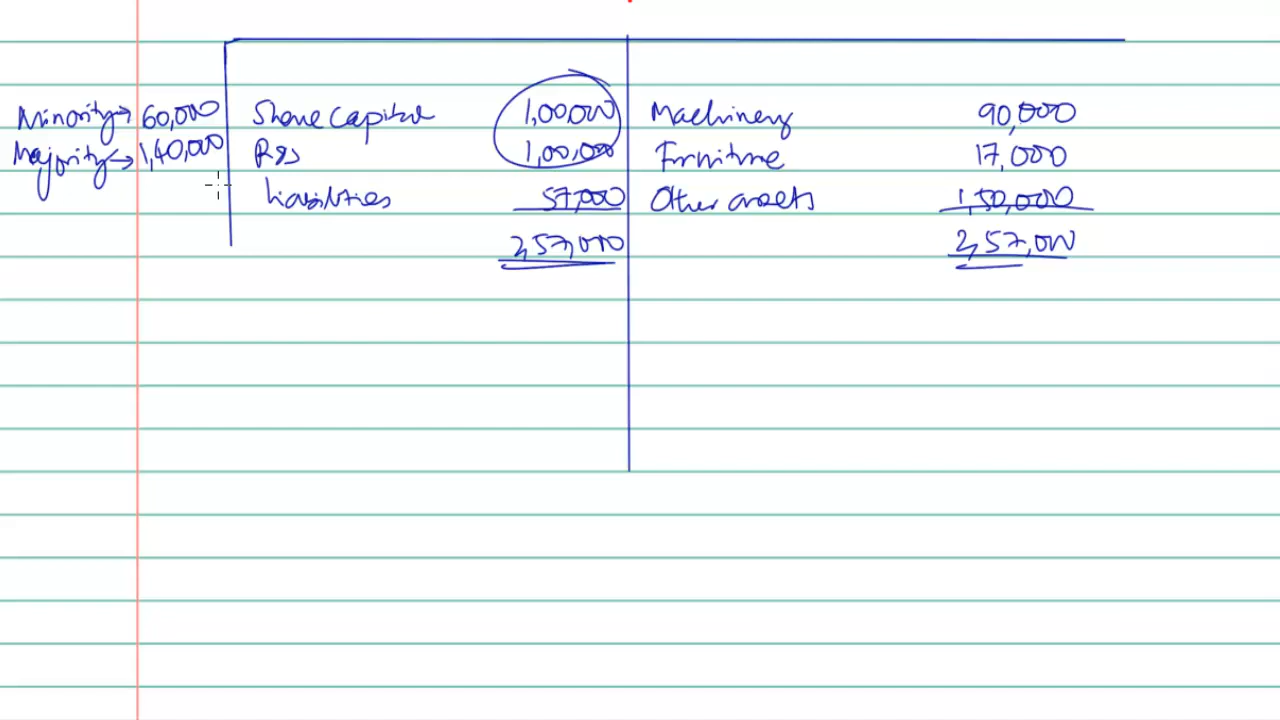 Minority → 60,000 Share Capital 1,00,000 Machinery 90,000
Majority → 1,40,000 R&S 1,00,000 Furniture 17,000
Liabilities 57,000 Other assets 1,50,000
2,57,000 2,57,000